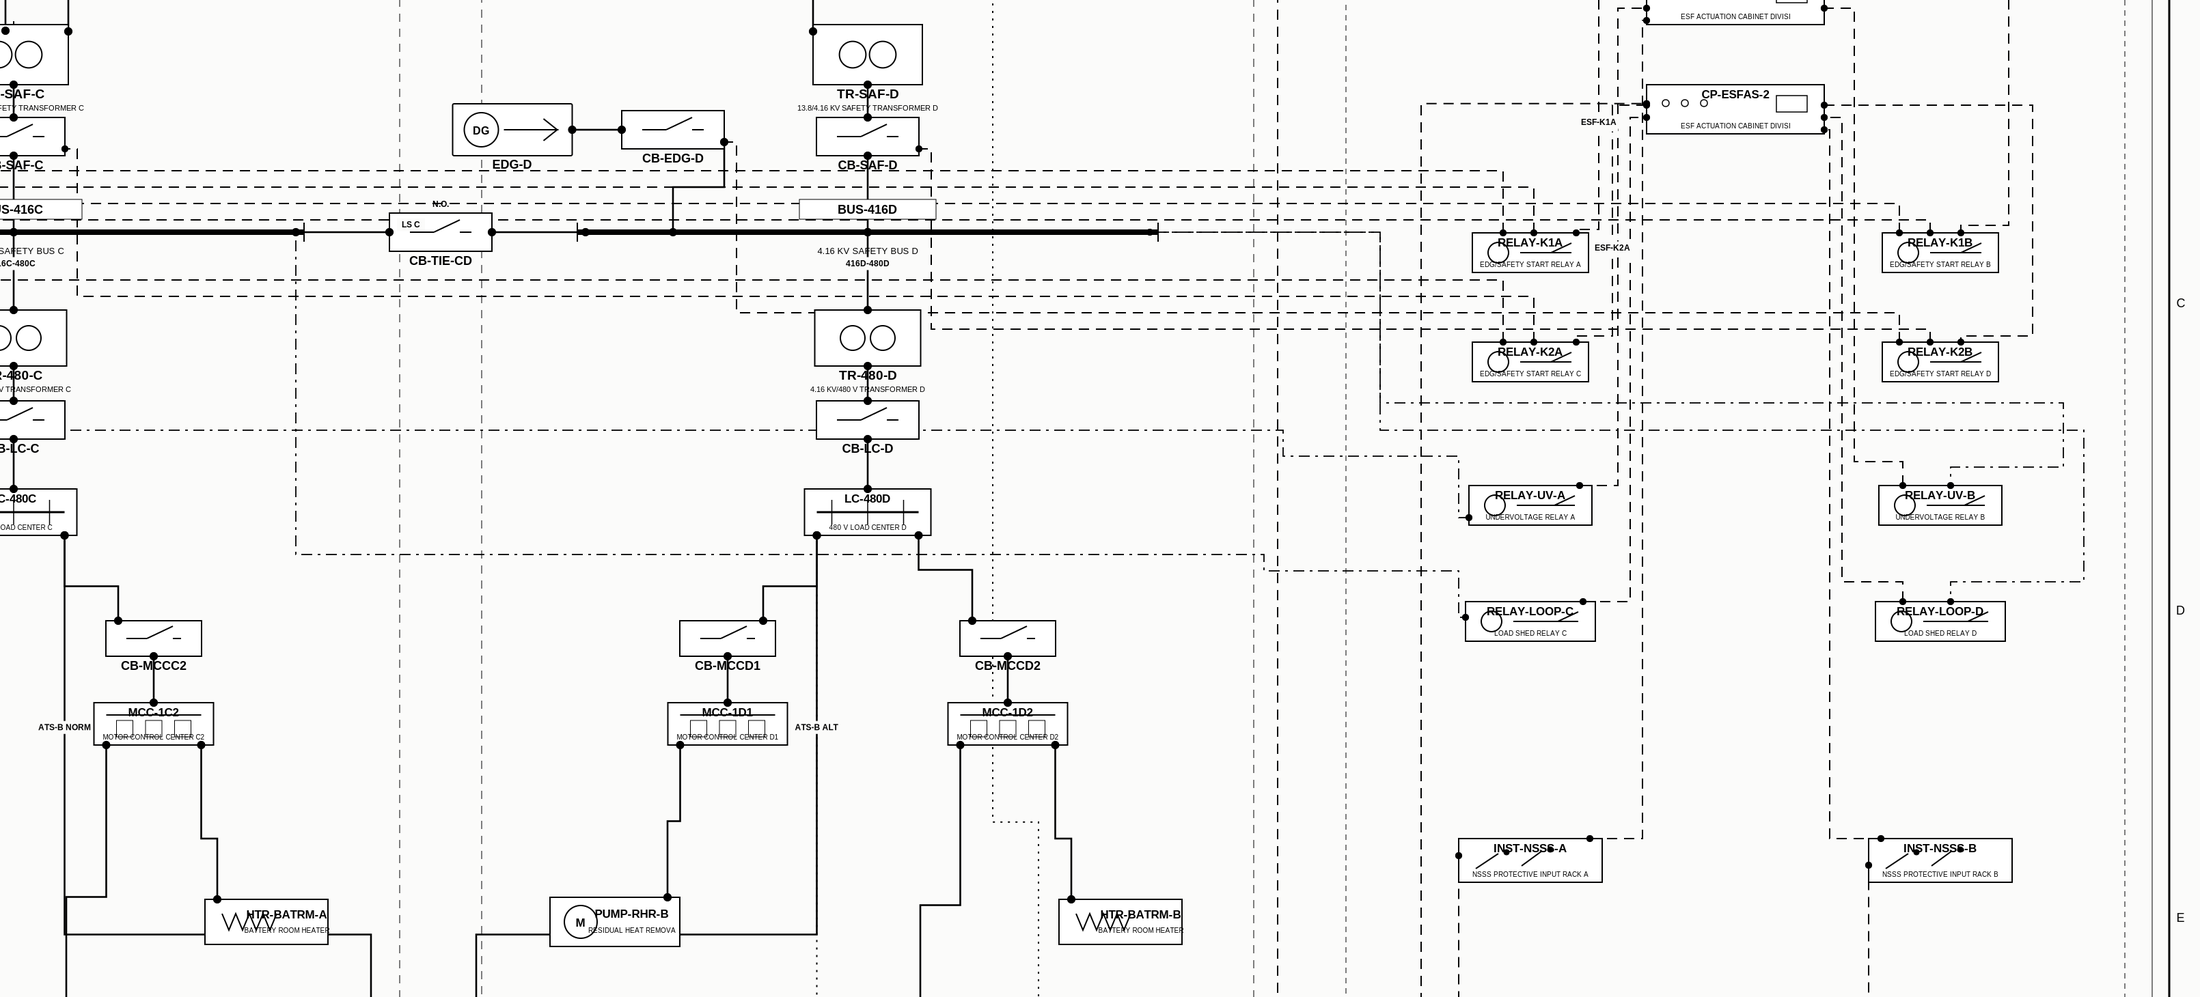 ESF ACTUATION CABINET DIVISI
-SAF-C
FETY TRANSFORMER C
DG
EDG-D
CB-EDG-D
TR-SAF-D
13.8/4.16 KV SAFETY TRANSFORMER D
CP-ESFAS-2
ESF ACTUATION CABINET DIVISI
ESF-K1A
-SAF-C
CB-SAF-D
US-416C
N.O.
LS C
CB-TIE-CD
BUS-416D
SAFETY BUS C
16C-480C
4.16 KV SAFETY BUS D
416D-480D
RELAY-K1A
EDG/SAFETY START RELAY A
ESF-K2A
RELAY-K1B
EDG/SAFETY START RELAY B
C
RELAY-K2A
EDG/SAFETY START RELAY C
RELAY-K2B
EDG/SAFETY START RELAY D
R-480-C
V TRANSFORMER C
TR-480-D
4.16 KV/480 V TRANSFORMER D
B-LC-C
CB-LC-D
C-480C
OAD CENTER C
LC-480D
480 V LOAD CENTER D
RELAY-UV-A
UNDERVOLTAGE RELAY A
RELAY-UV-B
UNDERVOLTAGE RELAY B
RELAY-LOOP-C
LOAD SHED RELAY C
RELAY-LOOP-D
LOAD SHED RELAY D
D
CB-MCCC2
CB-MCCD1
CB-MCCD2
ATS-B NORM
MCC-1C2
MOTOR CONTROL CENTER C2
MCC-1D1
MOTOR CONTROL CENTER D1
ATS-B ALT
MCC-1D2
MOTOR CONTROL CENTER D2
INST-NSSS-A
NSSS PROTECTIVE INPUT RACK A
INST-NSSS-B
NSSS PROTECTIVE INPUT RACK B
HTR-BATRM-A
BATTERY ROOM HEATER
M
PUMP-RHR-B
RESIDUAL HEAT REMOVA
HTR-BATRM-B
BATTERY ROOM HEATER
E